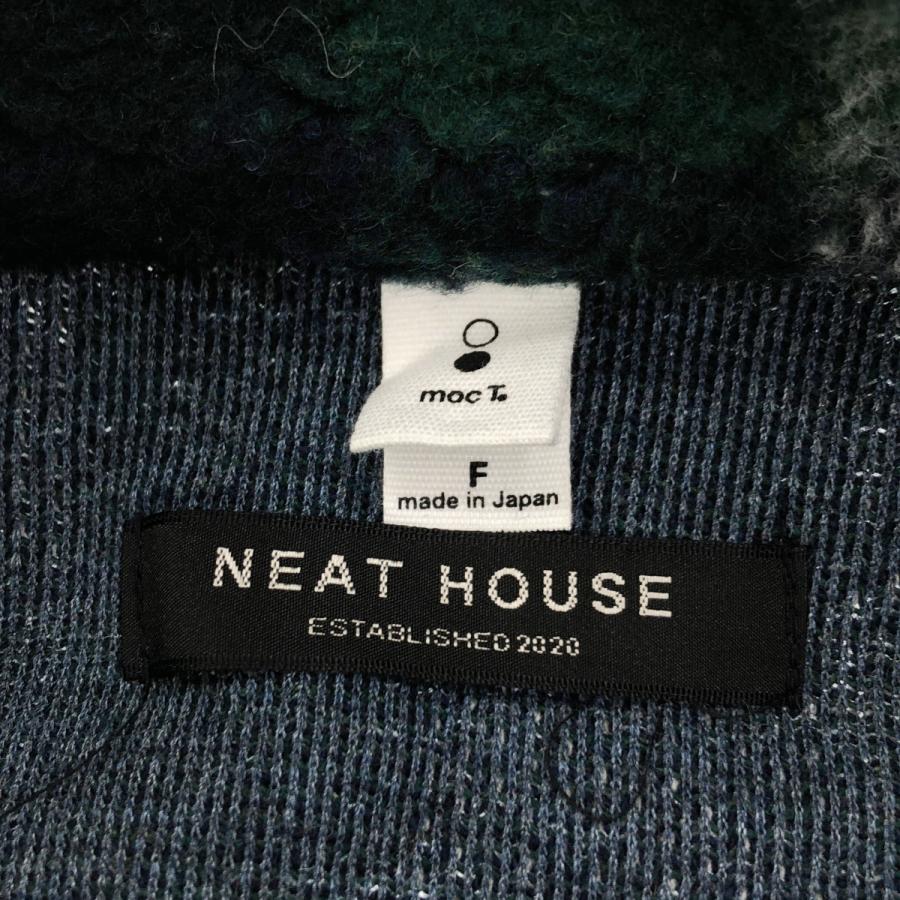 moc T.
F
made in Japan
NEAT HOUSE
ESTABLISHED 2020